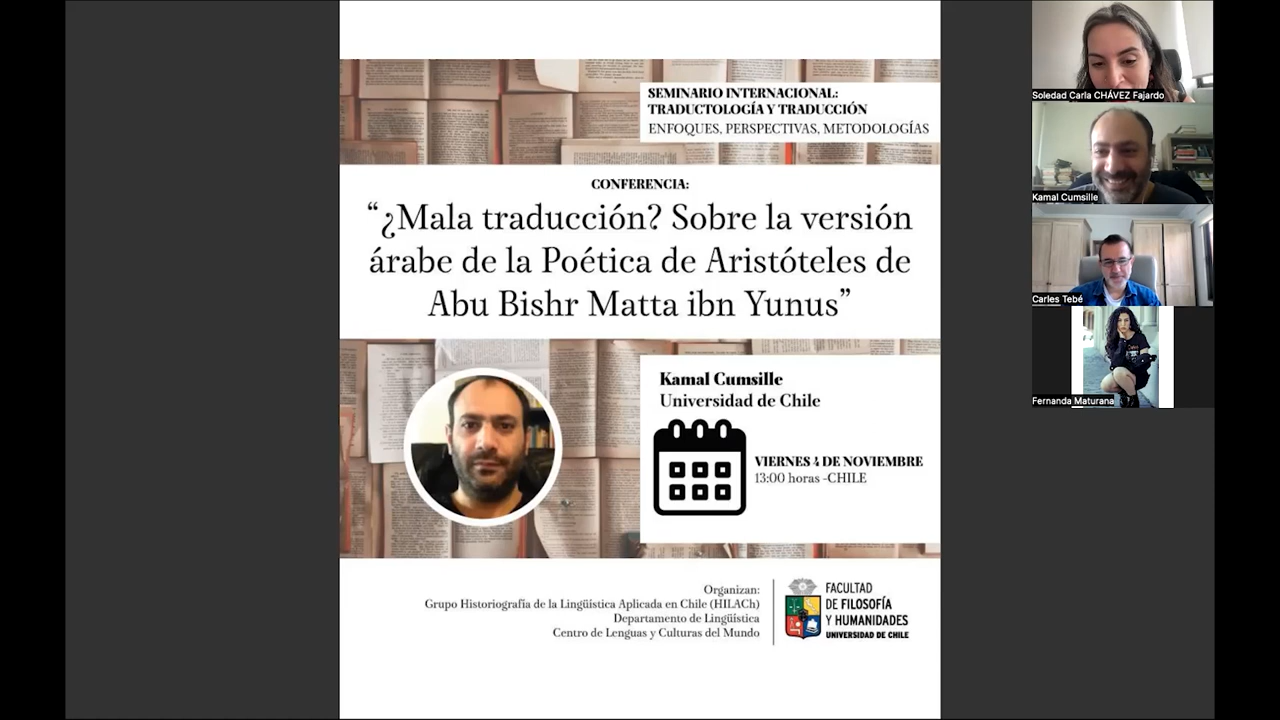 SEMINARIO INTERNACIONAL:
TRADUCTOLOGÍA Y TRADUCCIÓN
ENFOQUES, PERSPECTIVAS, METODOLOGÍAS
CONFERENCIA:
“¿Mala traducción? Sobre la versión
árabe de la Poética de Aristóteles de
Abu Bishr Matta ibn Yunus”
Kamal Cumsille
Universidad de Chile
VIERNES 4 DE NOVIEMBRE
13:00 horas -CHILE
Organizan:
Grupo Historiografía de la Lingüística Aplicada en Chile (HILACh)
Departamento de Lingüística
Centro de Lenguas y Culturas del Mundo
FACULTAD
DE FILOSOFÍA
Y HUMANIDADES
UNIVERSIDAD DE CHILE
Soledad Carla CHÁVEZ Fajardo
Kamal Cumsille
Carles Tebé
Fernanda Maturana